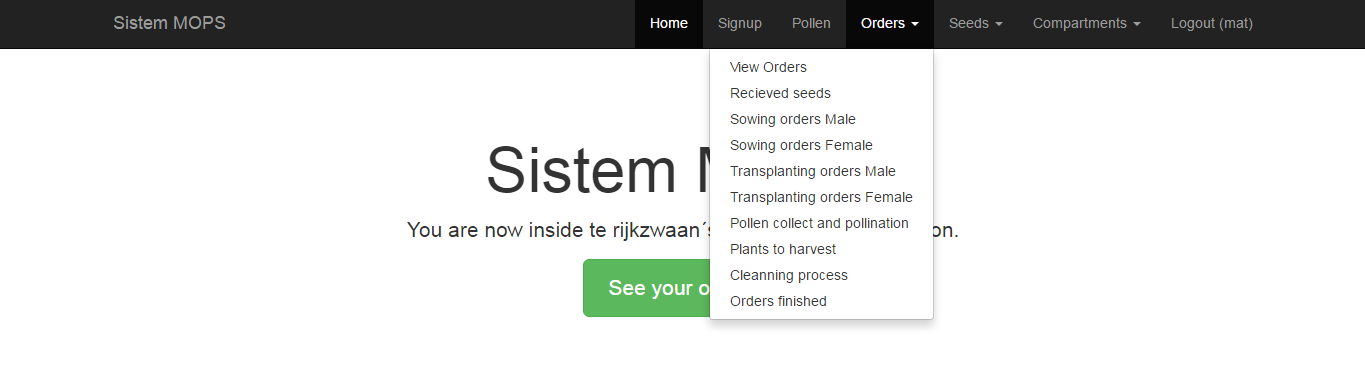 Sistem MOPS Home Signup Pollen Orders Seeds Compartments Logout (mat)
View Orders
Recieved seeds
Sowing orders Male
Sowing orders Female
Transplanting orders Male
Transplanting orders Female
Pollen collect and pollination
Plants to harvest
Cleanning process
Orders finished
Sistem
You are now inside te rijkzwaan´s on.
See your